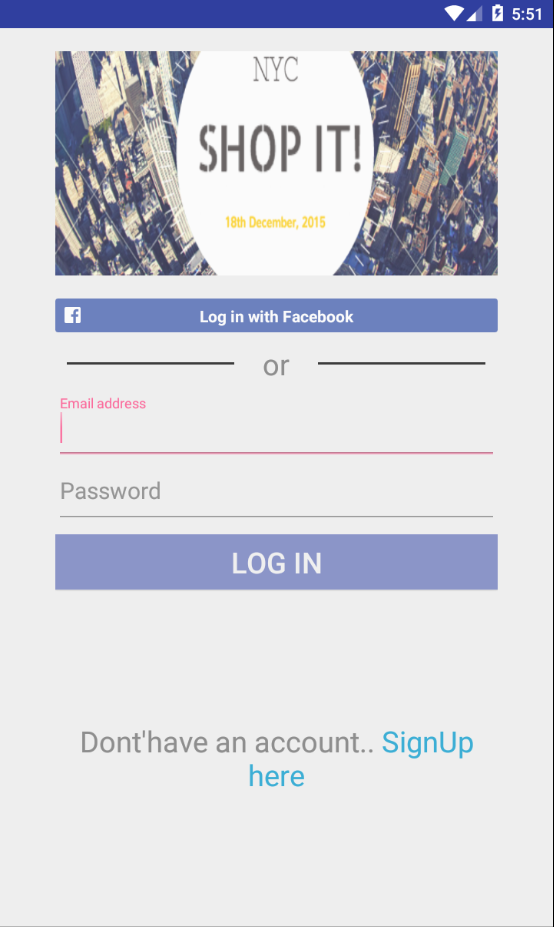 5:51
NYC
SHOP IT!
18th December, 2015
Log in with Facebook
or
Email address
Password
LOG IN
Dont'have an account.. SignUp
here